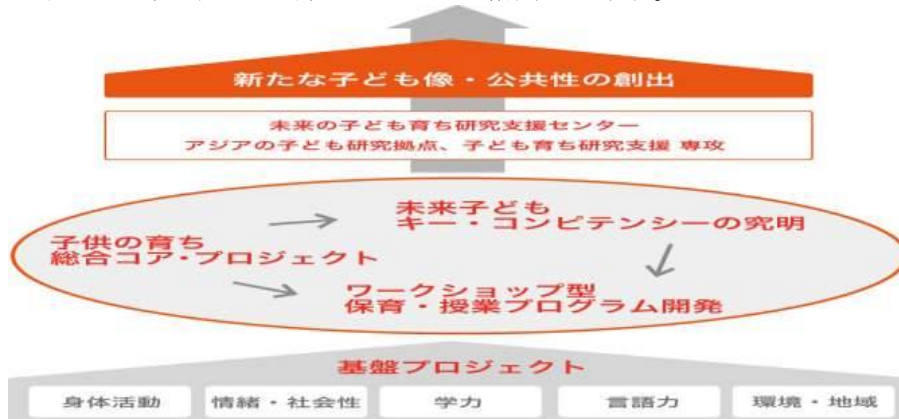 新たな子ども像・公共性の創出
未来の子ども育ち研究支援センター
アジアの子ども研究拠点、子ども育ち研究支援 専攻
未来子ども
キー・コンピテンシーの究明
子供の育ち
総合コア・プロジェクト
ワークショップ型
保育・授業プログラム開発
基盤プロジェクト
身体活動
情緒・社会性
学力
言語力
環境・地域